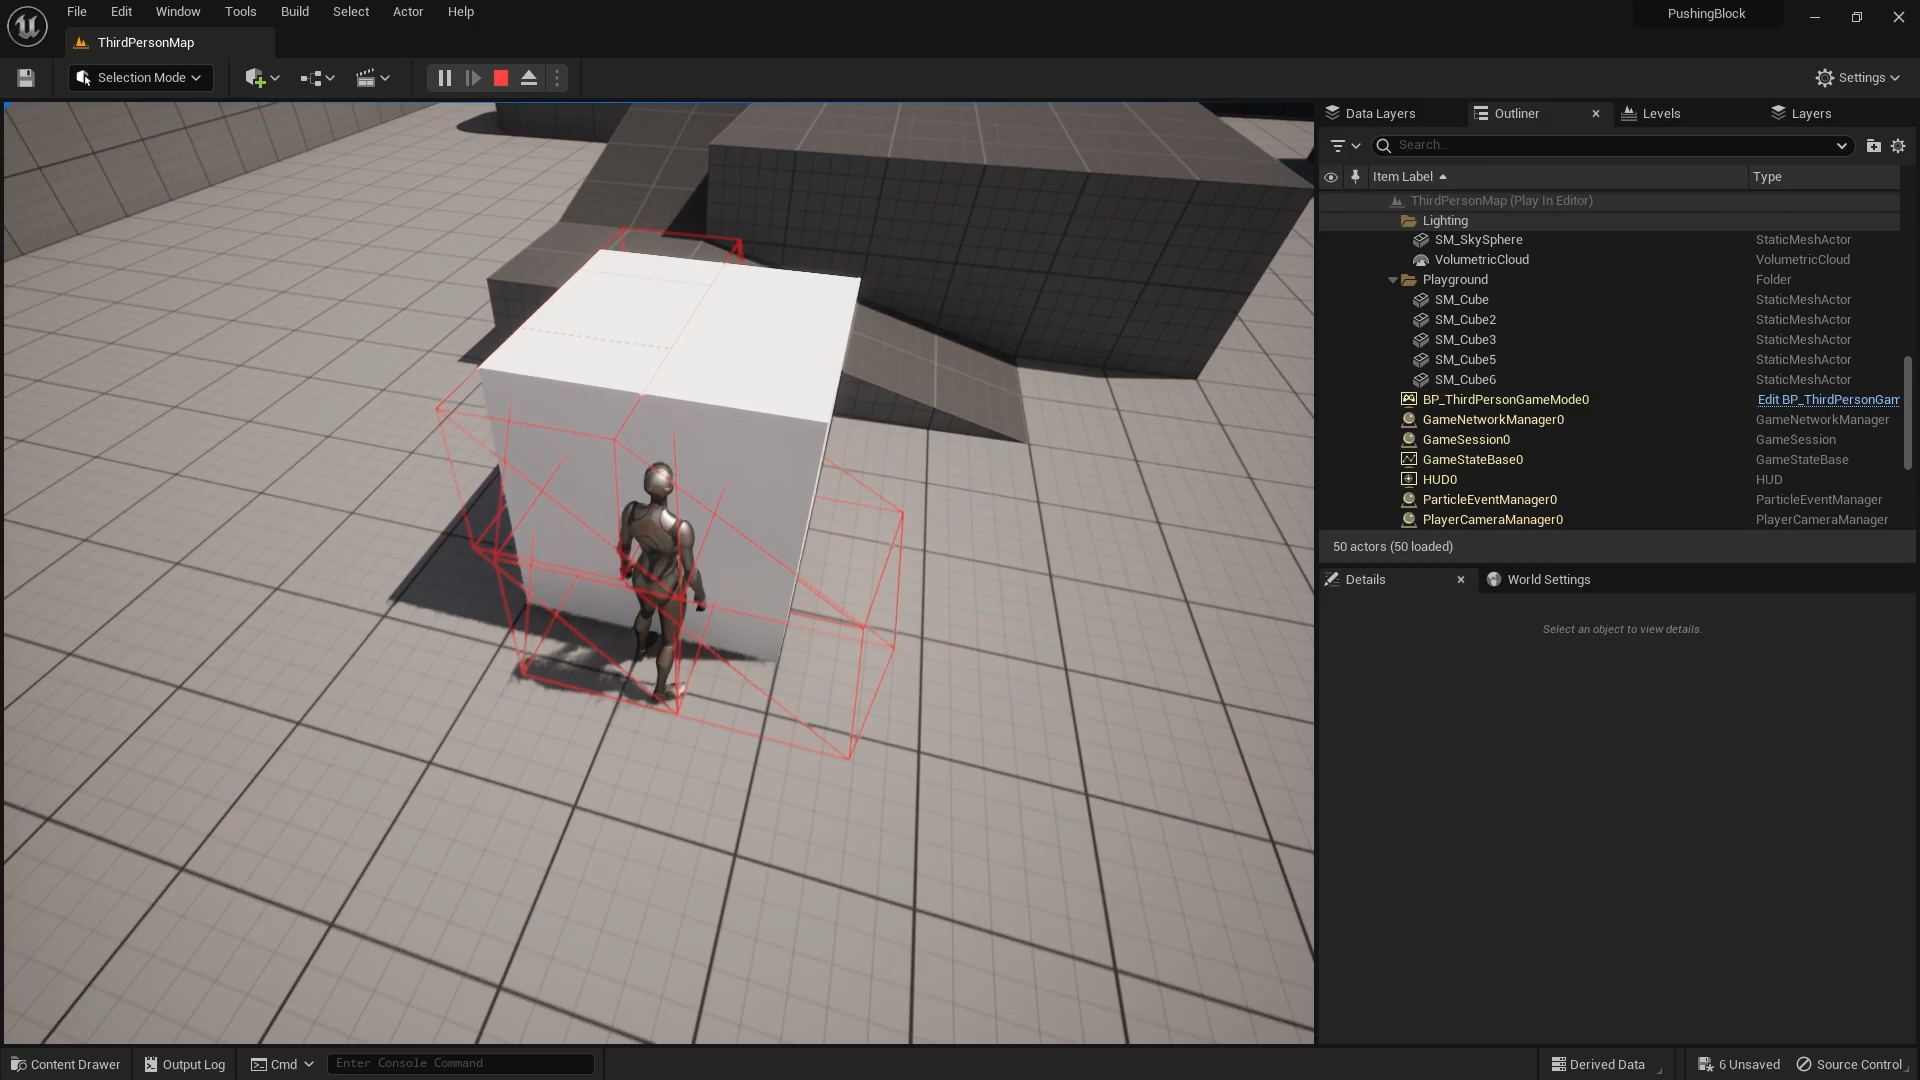 File Edit Window Tools Build Select Actor Help
PushingBlock
ThirdPersonMap
Selection Mode
Settings
Data Layers
Outliner
Levels
Layers
Search...
Item Label
Type
ThirdPersonMap (Play In Editor)
Lighting
SM_SkySphere StaticMeshActor
VolumetricCloud VolumetricCloud
Playground Folder
SM_Cube StaticMeshActor
SM_Cube2 StaticMeshActor
SM_Cube3 StaticMeshActor
SM_Cube5 StaticMeshActor
SM_Cube6 StaticMeshActor
BP_ThirdPersonGameMode0 Edit BP_ThirdPersonGam
GameNetworkManager0 GameNetworkManager
GameSession0 GameSession
GameStateBase0 GameStateBase
HUD0 HUD
ParticleEventManager0 ParticleEventManager
PlayerCameraManager0 PlayerCameraManager
50 actors (50 loaded)
Details
World Settings
Select an object to view details.
Content Drawer
Output Log
Cmd
Enter Console Command
Derived Data
6 Unsaved
Source Control